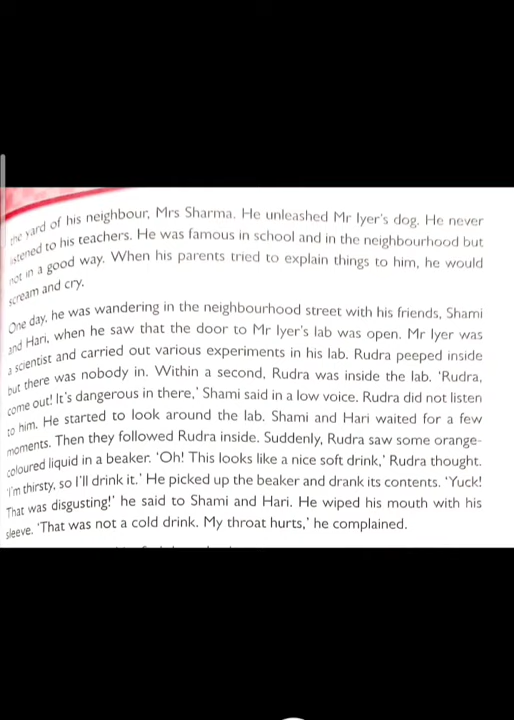 the yard of his neighbour, Mrs Sharma. He unleashed Mr Iyer's dog. He never
listened to his teachers. He was famous in school and in the neighbourhood but
not in a good way. When his parents tried to explain things to him, he would
scream and cry.
One day, he was wandering in the neighbourhood street with his friends, Shami
and Hari, when he saw that the door to Mr Iyer's lab was open. Mr Iyer was
a scientist and carried out various experiments in his lab. Rudra peeped inside
but there was nobody in. Within a second, Rudra was inside the lab. 'Rudra,
come out! It's dangerous in there,' Shami said in a low voice. Rudra did not listen
to him. He started to look around the lab. Shami and Hari waited for a few
moments. Then they followed Rudra inside. Suddenly, Rudra saw some orange-
coloured liquid in a beaker. 'Oh! This looks like a nice soft drink,' Rudra thought.
'I'm thirsty, so I'll drink it.' He picked up the beaker and drank its contents. 'Yuck!
That was disgusting!' he said to Shami and Hari. He wiped his mouth with his
sleeve. 'That was not a cold drink. My throat hurts,' he complained.